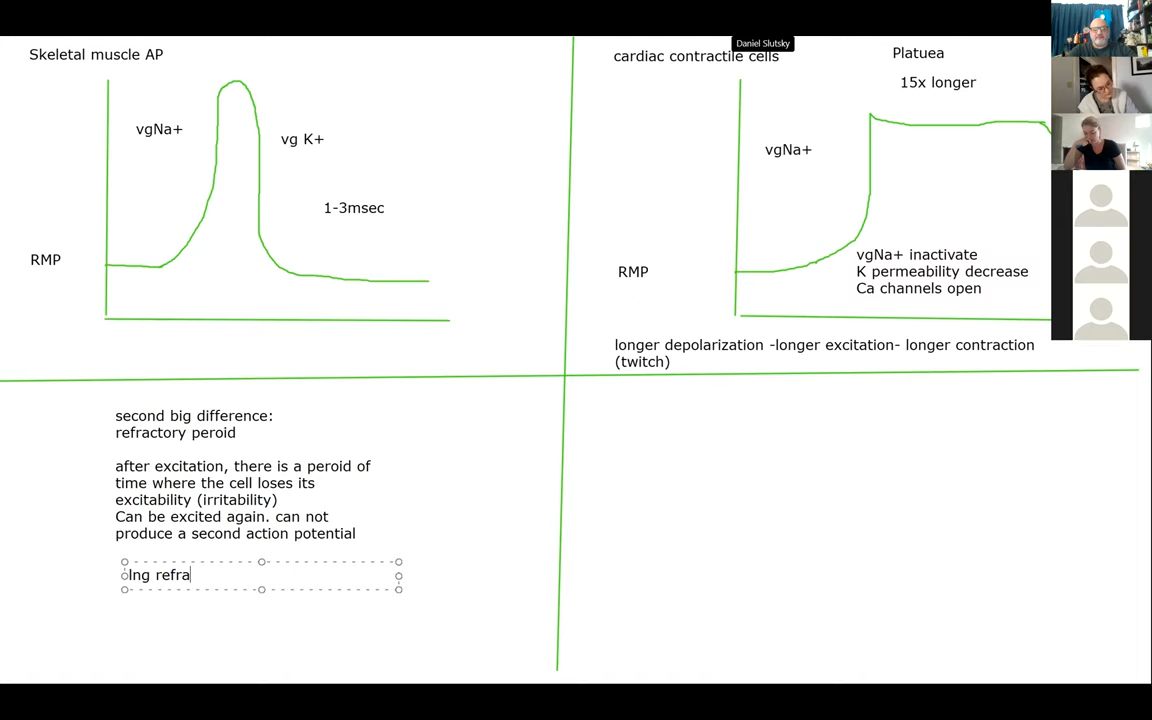 Skeletal muscle AP
vgNa+
vg K+
1-3msec
RMP
Daniel Slutsky
cardiac contractile cells
Platuea
15x longer
vgNa+
RMP
vgNa+ inactivate
K permeability decrease
Ca channels open
longer depolarization -longer excitation- longer contraction
(twitch)
second big difference:
refractory peroid
after excitation, there is a peroid of
time where the cell loses its
excitability (irritability)
Can be excited again. can not
produce a second action potential
lng refra